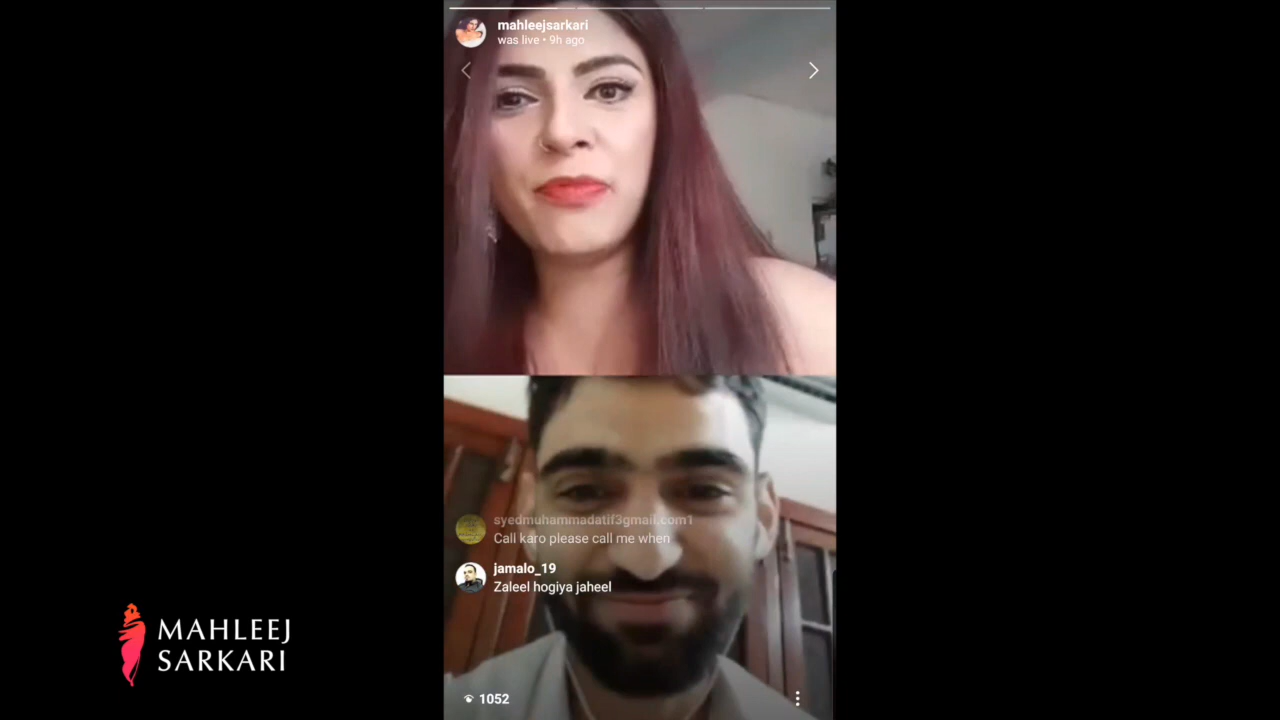 mahleejsarkari
was live • 9h ago
syedmuhammadatif3gmail.com1
Call karo please call me when
jamalo_19
Zaleel hogiya jaheel
MAHLEEJ
SARKARI
1052